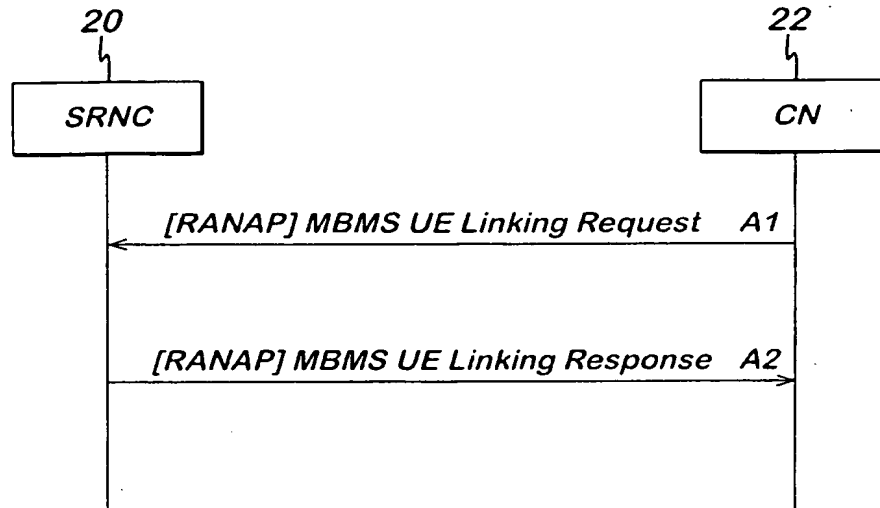 20
22
SRNC
CN
[RANAP] MBMS UE Linking Request A1
[RANAP] MBMS UE Linking Response A2